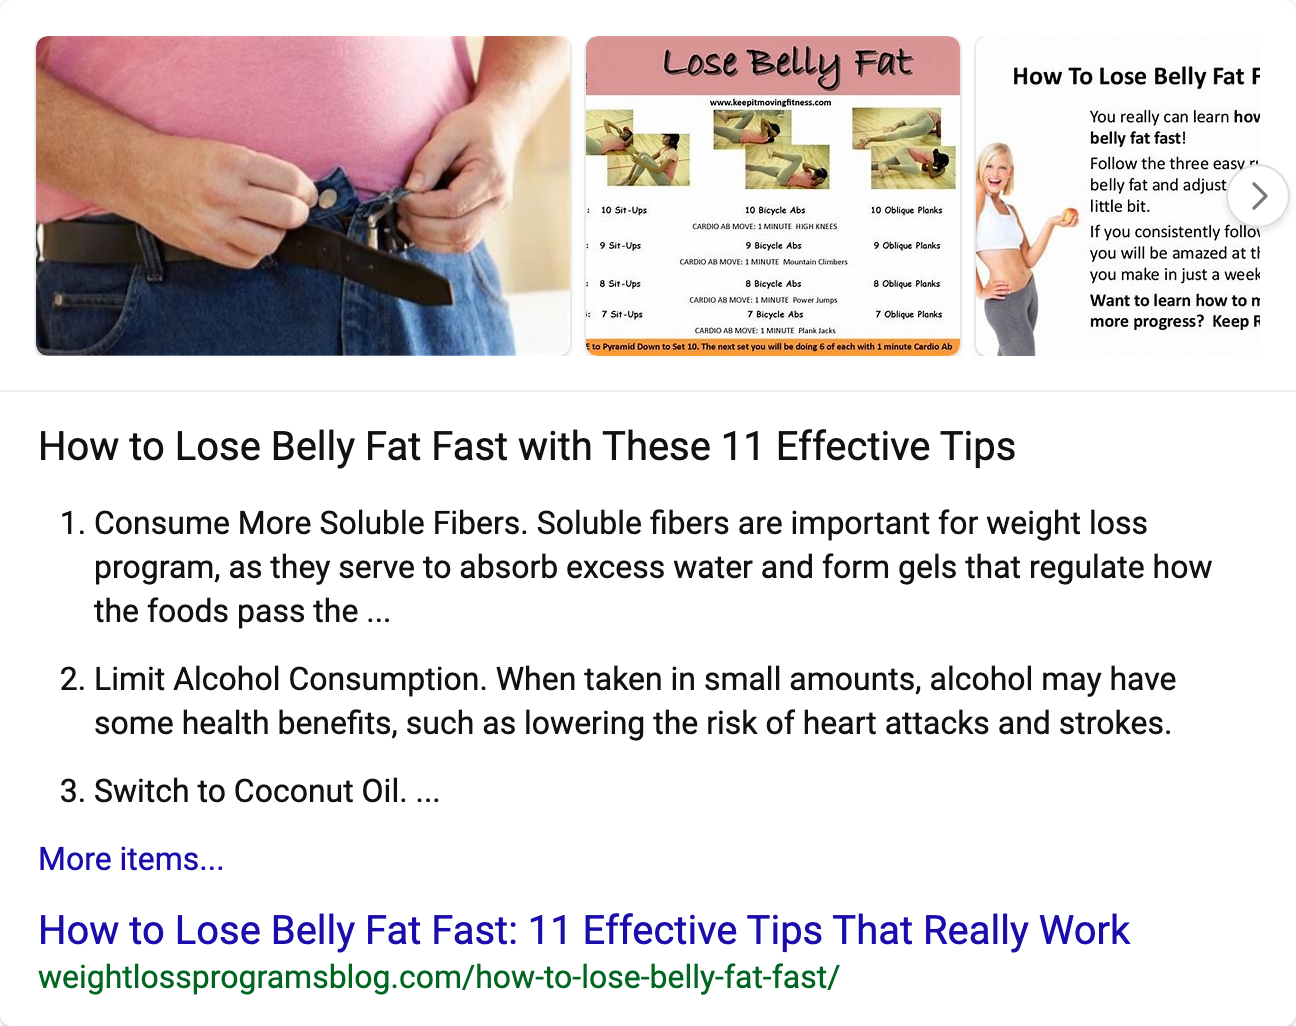 Lose Belly Fat
www.keepitmovingfitness.com
: 10 Sit-Ups 10 Bicycle Abs 10 Oblique Planks
CARDIO AB MOVE: 1 MINUTE HIGH KNEES
: 9 Sit-Ups 9 Bicycle Abs 9 Oblique Planks
CARDIO AB MOVE: 1 MINUTE Mountain Climbers
: 8 Sit-Ups 8 Bicycle Abs 8 Oblique Planks
CARDIO AB MOVE: 1 MINUTE Power Jumps
: 7 Sit-Ups 7 Bicycle Abs 7 Oblique Planks
CARDIO AB MOVE: 1 MINUTE Plank Jacks
E to Pyramid Down to Set 10. The next set you will be doing 6 of each with 1 minute Cardio Ab
How To Lose Belly Fat F
You really can learn how
belly fat fast!
Follow the three easy
belly fat and adjust
little bit.
If you consistently follow
you will be amazed at th
you make in just a week
Want to learn how to m
more progress? Keep R
How to Lose Belly Fat Fast with These 11 Effective Tips
1. Consume More Soluble Fibers. Soluble fibers are important for weight loss
program, as they serve to absorb excess water and form gels that regulate how
the foods pass the ...
2. Limit Alcohol Consumption. When taken in small amounts, alcohol may have
some health benefits, such as lowering the risk of heart attacks and strokes.
3. Switch to Coconut Oil. ...
More items...
How to Lose Belly Fat Fast: 11 Effective Tips That Really Work
weightlossprogramsblog.com/how-to-lose-belly-fat-fast/